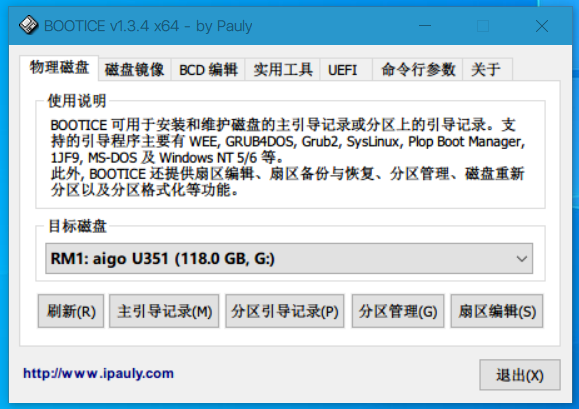 BOOTICE v1.3.4 x64 - by Pauly
物理磁盘 磁盘镜像 BCD 编辑 实用工具 UEFI 命令行参数 关于
使用说明
BOOTICE 可用于安装和维护磁盘的主引导记录或分区上的引导记录。支
持的引导程序主要有 WEE, GRUB4DOS, Grub2, SysLinux, Plop Boot Manager,
1JF9, MS-DOS 及 Windows NT 5/6 等。
此外, BOOTICE 还提供扇区编辑、扇区备份与恢复、分区管理、磁盘重新
分区以及分区格式化等功能。
目标磁盘
RM1: aigo U351 (118.0 GB, G:)
刷新(R) 主引导记录(M) 分区引导记录(P) 分区管理(G) 扇区编辑(S)
http://www.ipauly.com 退出(X)